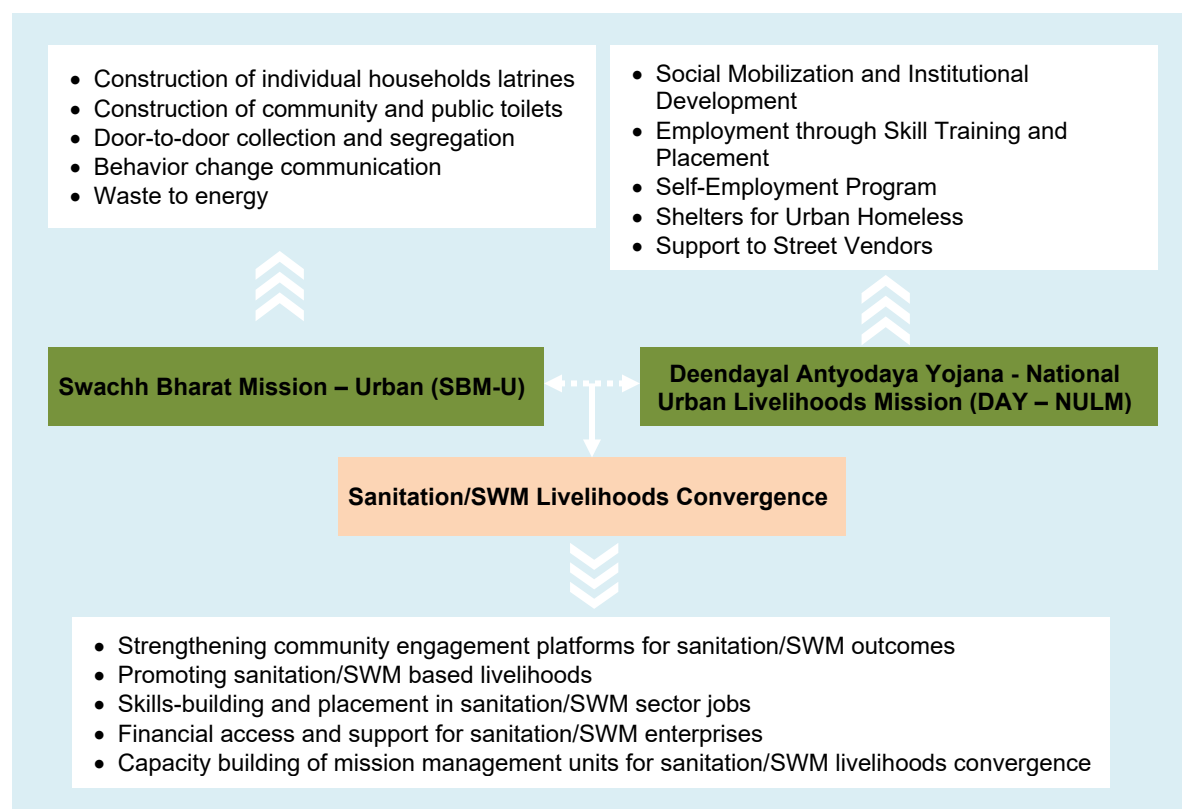 • Construction of individual households latrines
• Construction of community and public toilets
• Door-to-door collection and segregation
• Behavior change communication
• Waste to energy
• Social Mobilization and Institutional
Development
• Employment through Skill Training and
Placement
• Self-Employment Program
• Shelters for Urban Homeless
• Support to Street Vendors
Swachh Bharat Mission – Urban (SBM-U)
Deendayal Antyodaya Yojana - National
Urban Livelihoods Mission (DAY – NULM)
Sanitation/SWM Livelihoods Convergence
• Strengthening community engagement platforms for sanitation/SWM outcomes
• Promoting sanitation/SWM based livelihoods
• Skills-building and placement in sanitation/SWM sector jobs
• Financial access and support for sanitation/SWM enterprises
• Capacity building of mission management units for sanitation/SWM livelihoods convergence